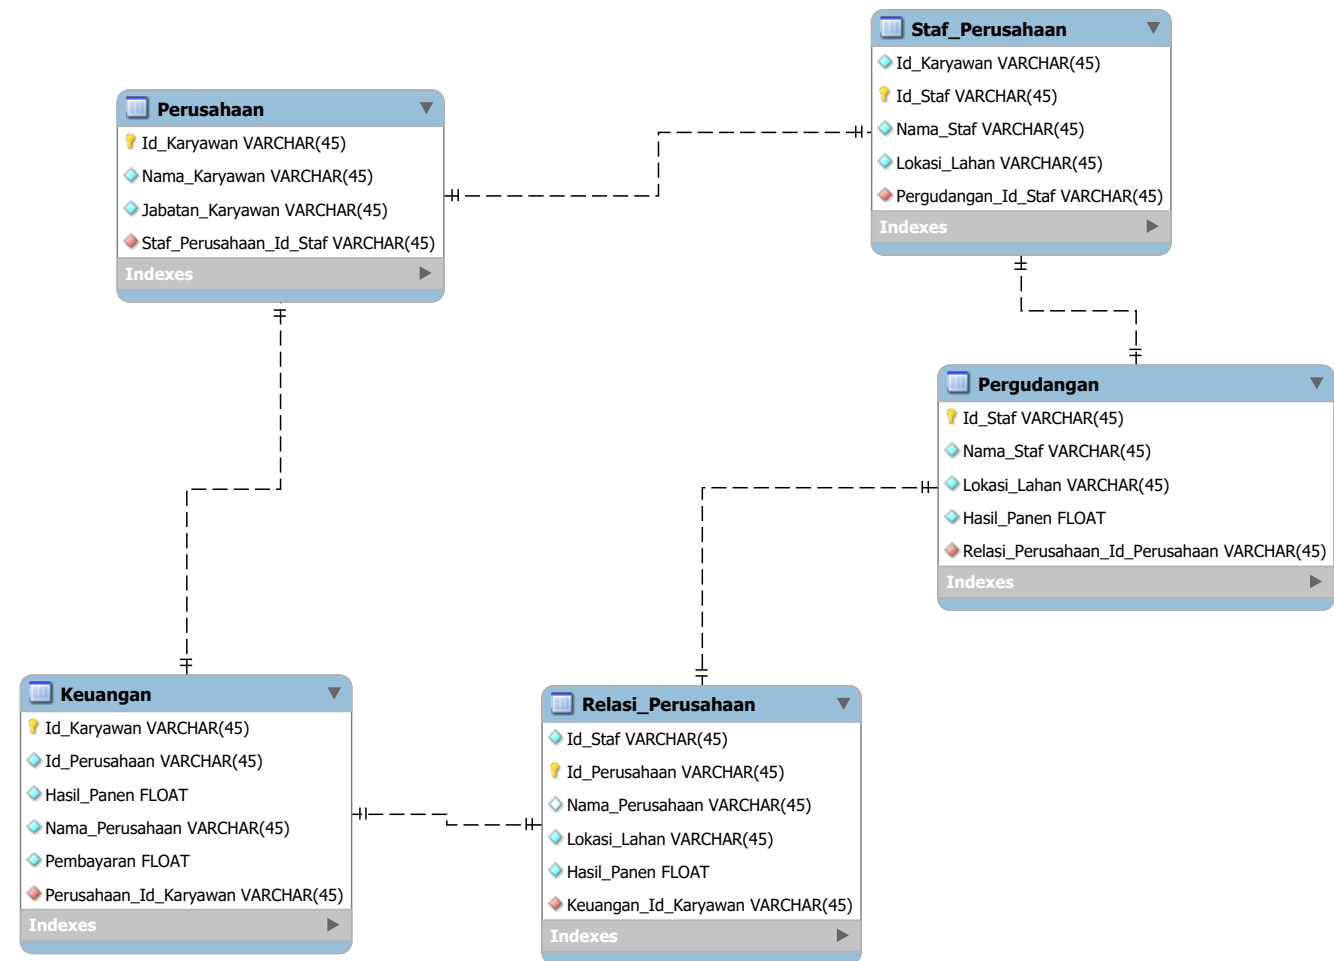 Staf_Perusahaan
Id_Karyawan VARCHAR(45)
Id_Staf VARCHAR(45)
Nama_Staf VARCHAR(45)
Lokasi_Lahan VARCHAR(45)
Pergudangan_Id_Staf VARCHAR(45)
Indexes
Perusahaan
Id_Karyawan VARCHAR(45)
Nama_Karyawan VARCHAR(45)
Jabatan_Karyawan VARCHAR(45)
Staf_Perusahaan_Id_Staf VARCHAR(45)
Indexes
Pergudangan
Id_Staf VARCHAR(45)
Nama_Staf VARCHAR(45)
Lokasi_Lahan VARCHAR(45)
Hasil_Panen FLOAT
Relasi_Perusahaan_Id_Perusahaan VARCHAR(45)
Indexes
Keuangan
Id_Karyawan VARCHAR(45)
Id_Perusahaan VARCHAR(45)
Hasil_Panen FLOAT
Nama_Perusahaan VARCHAR(45)
Pembayaran FLOAT
Perusahaan_Id_Karyawan VARCHAR(45)
Indexes
Relasi_Perusahaan
Id_Staf VARCHAR(45)
Id_Perusahaan VARCHAR(45)
Nama_Perusahaan VARCHAR(45)
Lokasi_Lahan VARCHAR(45)
Hasil_Panen FLOAT
Keuangan_Id_Karyawan VARCHAR(45)
Indexes